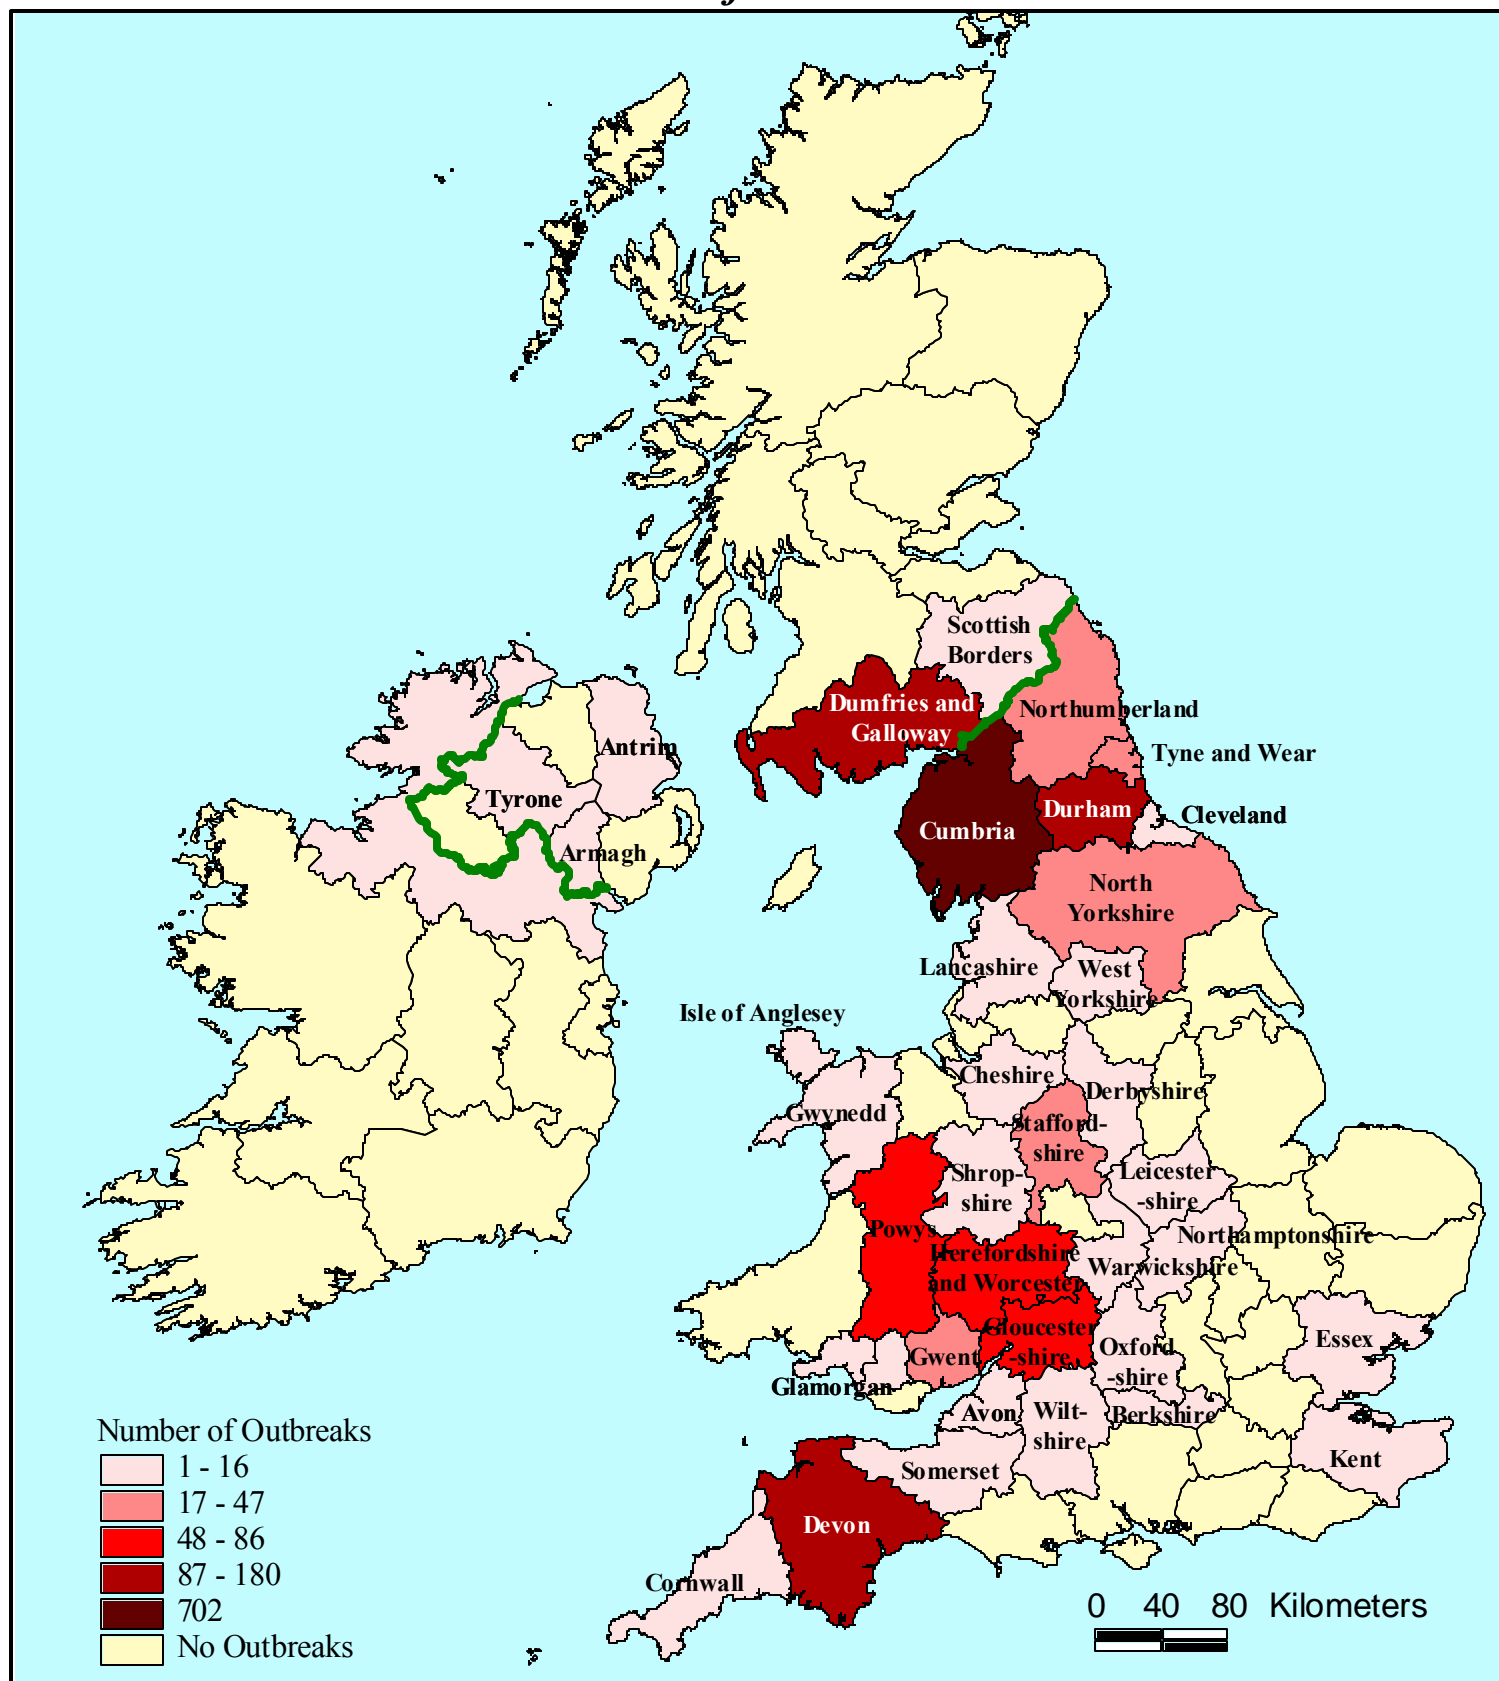 Scottish
Borders
Dumfries and
Galloway
Northumberland
Tyne and Wear
Antrim
Tyrone
Durham
Cleveland
Cumbria
Armagh
North
Yorkshire
Lancashire
West
Yorkshire
Isle of Anglesey
Cheshire
Derbyshire
Gwynedd
Stafford-
shire
Shrop-
shire
Leicester
-shire
Powys
Northamptonshire
Herefordshire
and Worcester
Warwickshire
Gloucester
-shire
Essex
Oxford
-shire
Gwent
Glamorgan
Avon
Wilt-
shire
Berkshire
Somerset
Kent
Devon
Cornwall
Number of Outbreaks
1 - 16
17 - 47
48 - 86
87 - 180
702
No Outbreaks
0 40 80 Kilometers